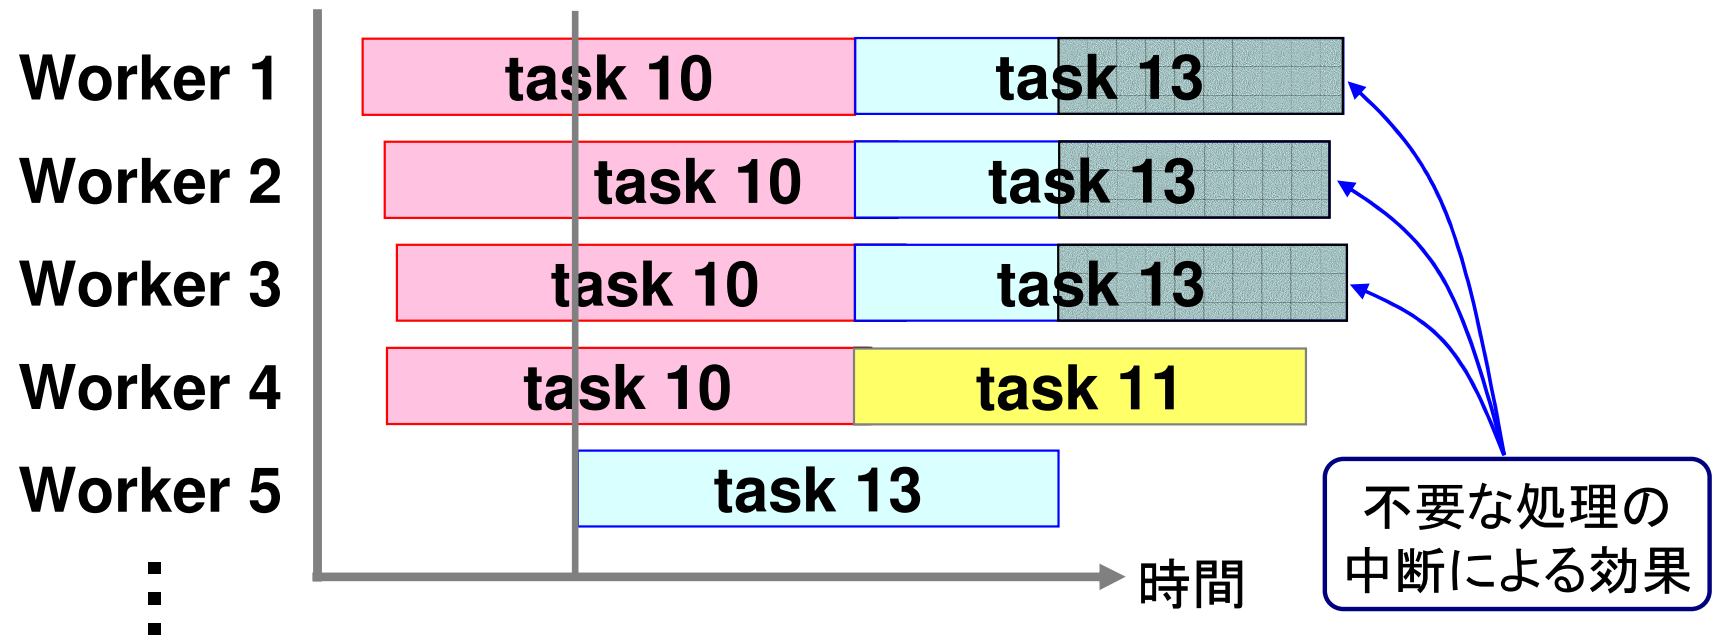 Worker 1 task 10 task 13
Worker 2 task 10 task 13
Worker 3 task 10 task 13
Worker 4 task 10 task 11
Worker 5 task 13
時間
不要な処理の
中断による効果